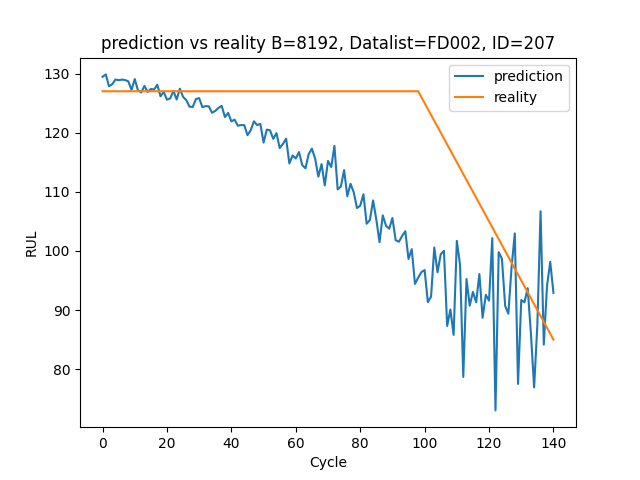 prediction vs reality B=8192, Datalist=FD002, ID=207
prediction
reality
RUL
130
120
110
100
90
80
0 20 40 60 80 100 120 140
Cycle